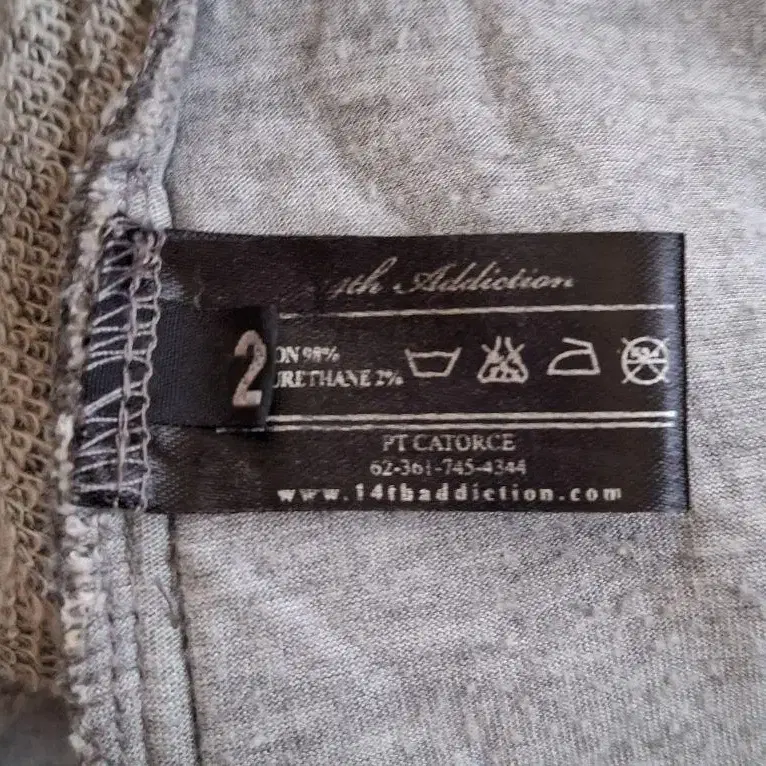 4th Addiction
2
ON 98%
URETHANE 2%
PT CATORCE
62-361-745-4344
www.14thaddiction.com